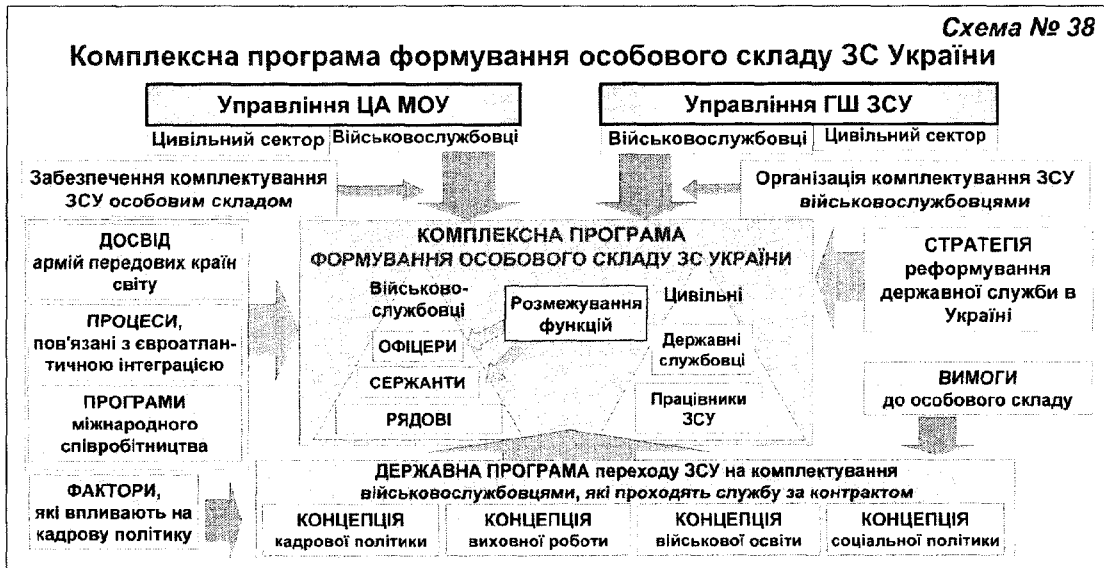 Схема № 38
Комплексна програма формування особового складу ЗС України
Управління ЦА МОУ
Управління ГШ ЗСУ
Цивільний сектор
Військовослужбовці
Військовослужбовці
Цивільний сектор
Забезпечення комплектування
ЗСУ особовим складом
Організація комплектування ЗСУ
військовослужбовцями
ДОСВІД
армій передових країн
світу
ПРОЦЕСИ,
пов'язані з євроатлан-
тичною інтеграцією
ПРОГРАМИ
міжнародного
співробітництва
ФАКТОРИ,
які впливають на
кадрову політику
КОМПЛЕКСНА ПРОГРАМА
ФОРМУВАННЯ ОСОБОВОГО СКЛАДУ ЗС УКРАЇНИ
Військово-
службовці
ОФІЦЕРИ
СЕРЖАНТИ
РЯДОВІ
Розмежування
функцій
Цивільні
Державні
службовці
Працівники
ЗСУ
СТРАТЕГІЯ
реформування
державної служби в
Україні
ВИМОГИ
до особового складу
ДЕРЖАВНА ПРОГРАМА переходу ЗСУ на комплектування
військовослужбовцями, які проходять службу за контрактом
КОНЦЕПЦІЯ
кадрової політики
КОНЦЕПЦІЯ
виховної роботи
КОНЦЕПЦІЯ
військової освіти
КОНЦЕПЦІЯ
соціальної політики